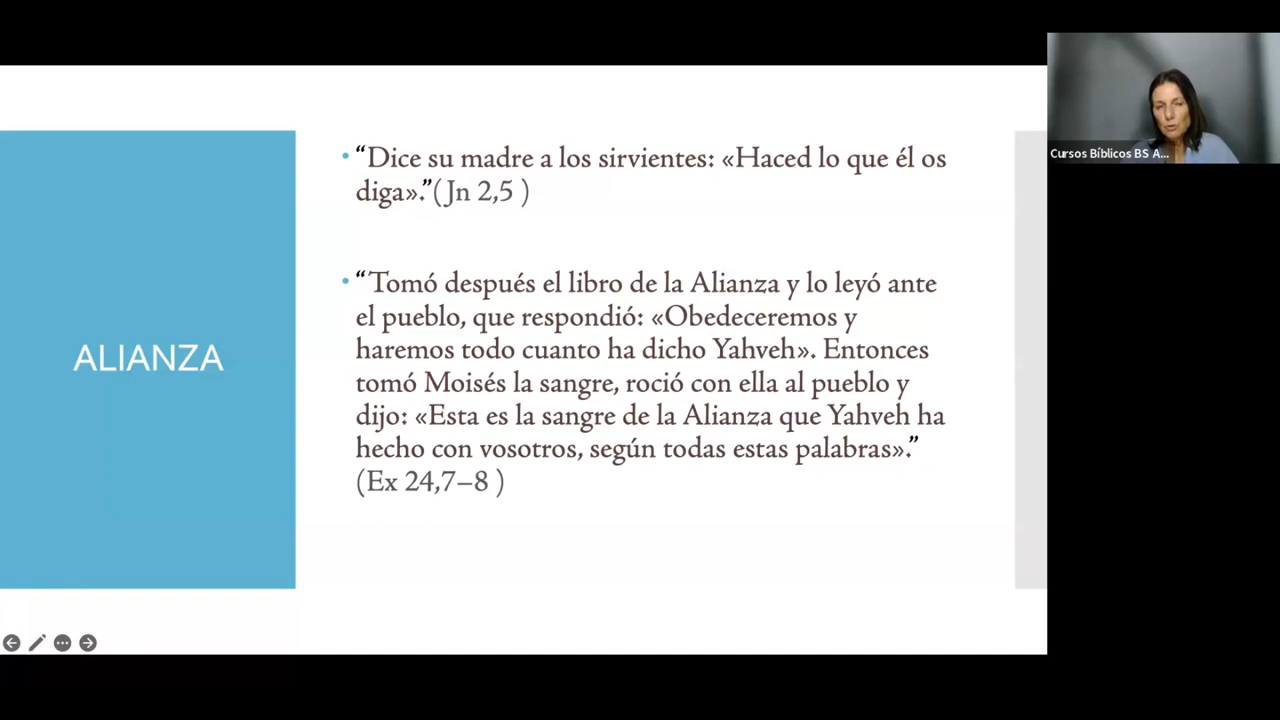 ALIANZA
• “Dice su madre a los sirvientes: «Haced lo que él os
diga».”(Jn 2,5 )
• “Tomó después el libro de la Alianza y lo leyó ante
el pueblo, que respondió: «Obedeceremos y
haremos todo cuanto ha dicho Yahveh». Entonces
tomó Moisés la sangre, roció con ella al pueblo y
dijo: «Esta es la sangre de la Alianza que Yahveh ha
hecho con vosotros, según todas estas palabras».”
(Ex 24,7–8 )
Cursos Bíblicos BS A...